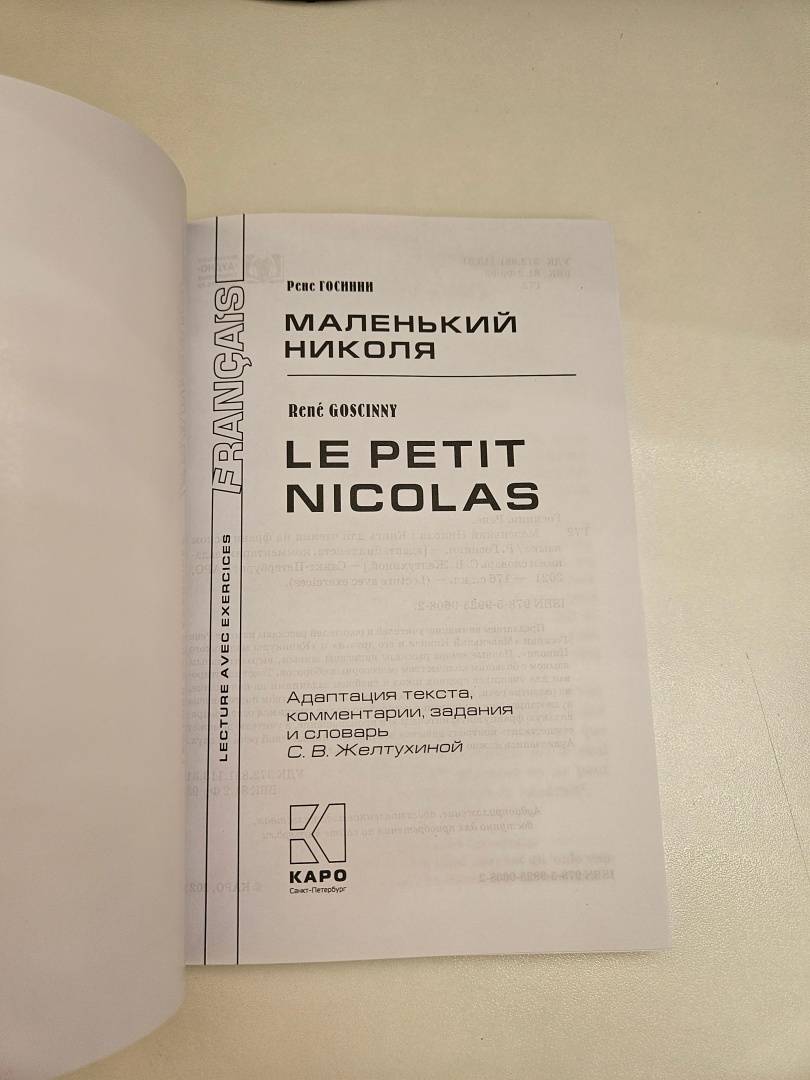 Рене ГОСИННИ
МАЛЕНЬКИЙ
НИКОЛЯ
René GOSCINNY
LE PETIT
NICOLAS
LECTURE AVEC EXERCICES FRANÇAIS
Адаптация текста,
комментарии, задания
и словарь
С. В. Желтухиной
КАРО
Санкт-Петербург